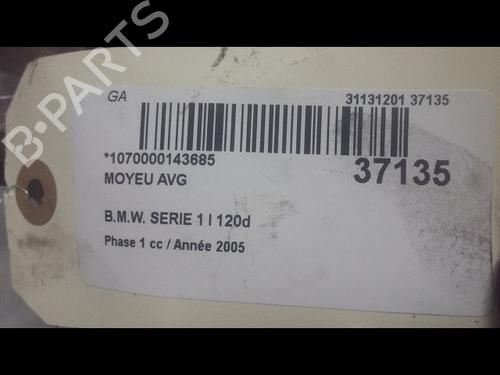 GA
31131201 37135
*1070000143685
37135
MOYEU AVG
B.M.W. SERIE 1 I 120d
Phase 1 cc / Année 2005
B-PARTS